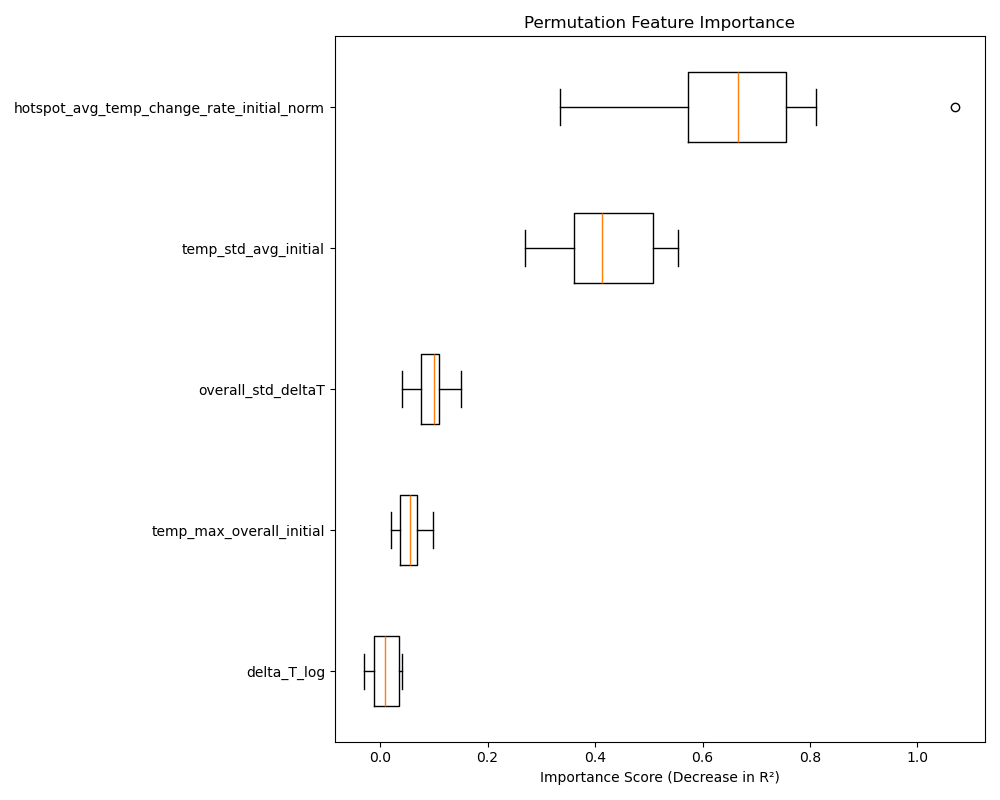 Permutation Feature Importance
hotspot_avg_temp_change_rate_initial_norm
temp_std_avg_initial
overall_std_deltaT
temp_max_overall_initial
delta_T_log
0.0 0.2 0.4 0.6 0.8 1.0
Importance Score (Decrease in R²)